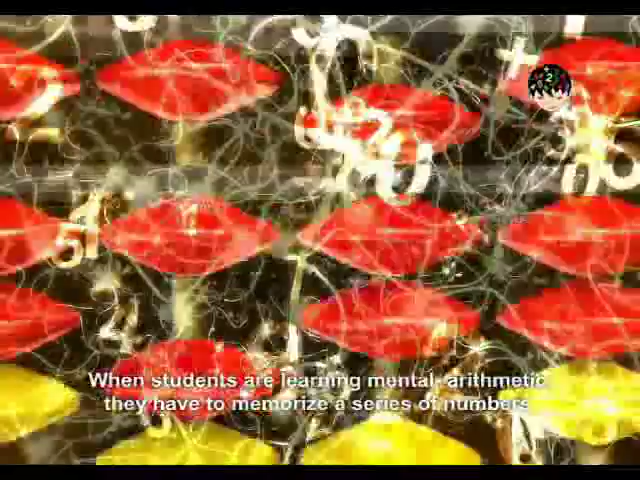 When students are learning mental arithmetic
they have to memorize a series of numbers